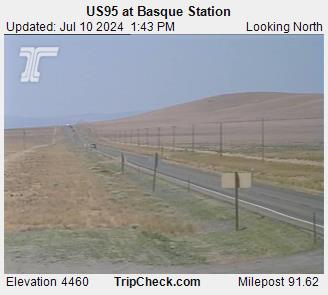 US95 at Basque Station
Updated: Jul 10 2024 1:43 PM Looking North
Elevation 4460 TripCheck.com Milepost 91.62